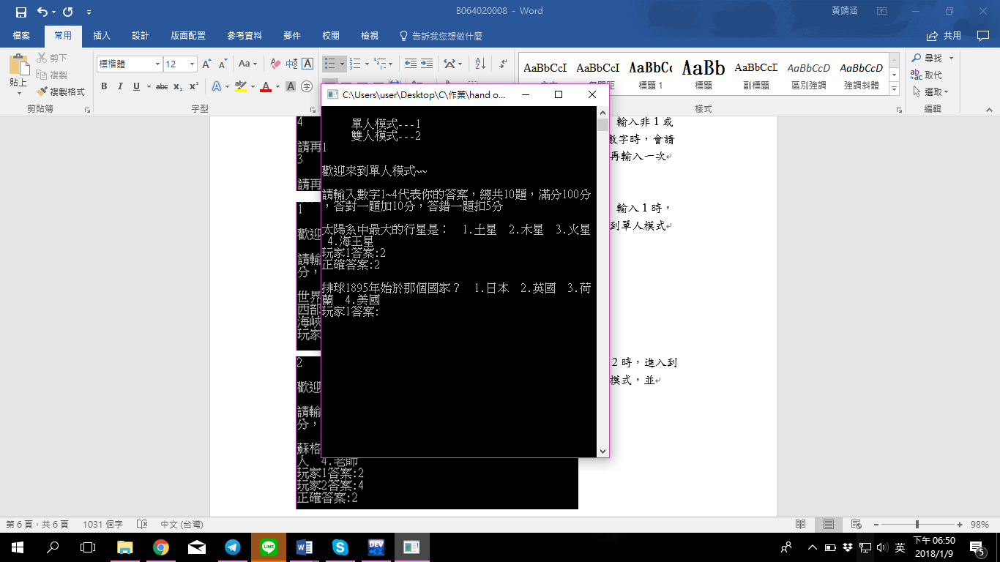 B064020008 - Word
黃靖涵
檔案 常用 插入 設計 版面配置 參考資料 郵件 校閱 檢視 告訴我您想做什麼 共用
貼上
剪下
複製
複製格式
剪貼簿
標楷體 12
字型
AaBbCcI AaBbCcI AaBbCc AaBb AaBbCcD AaBbCcD AaBbCcD
標題 1 標題 副標題 區別強調 強調斜體
樣式
尋找
取代
選取
編輯
C:\Users\user\Desktop\C\作業\hand o...
單人模式---1
雙人模式---2
1
歡迎來到單人模式~~
請輸入數字1~4代表你的答案，總共10題，滿分100分
，答對一題加10分，答錯一題扣5分
太陽系中最大的行星是： 1.土星 2.木星 3.火星
4.海王星
玩家1答案:2
正確答案:2
排球1895年始於那個國家？ 1.日本 2.英國 3.荷
蘭 4.美國
玩家1答案:
4
請再
3
請再
輸入非 1 或
數字時，會請
再輸入一次
1
歡迎
請輸
分，
世界
西部
海峽
玩家
輸入 1 時，
到單人模式
2
歡迎
請輸
分，
蘇格
人 4.老師
玩家1答案:2
玩家2答案:4
正確答案:2
2 時，進入到
模式，並
第 6 頁，共 6 頁 1031 個字 中文 (台灣) 98%
英
下午 06:50
2018/1/9
5